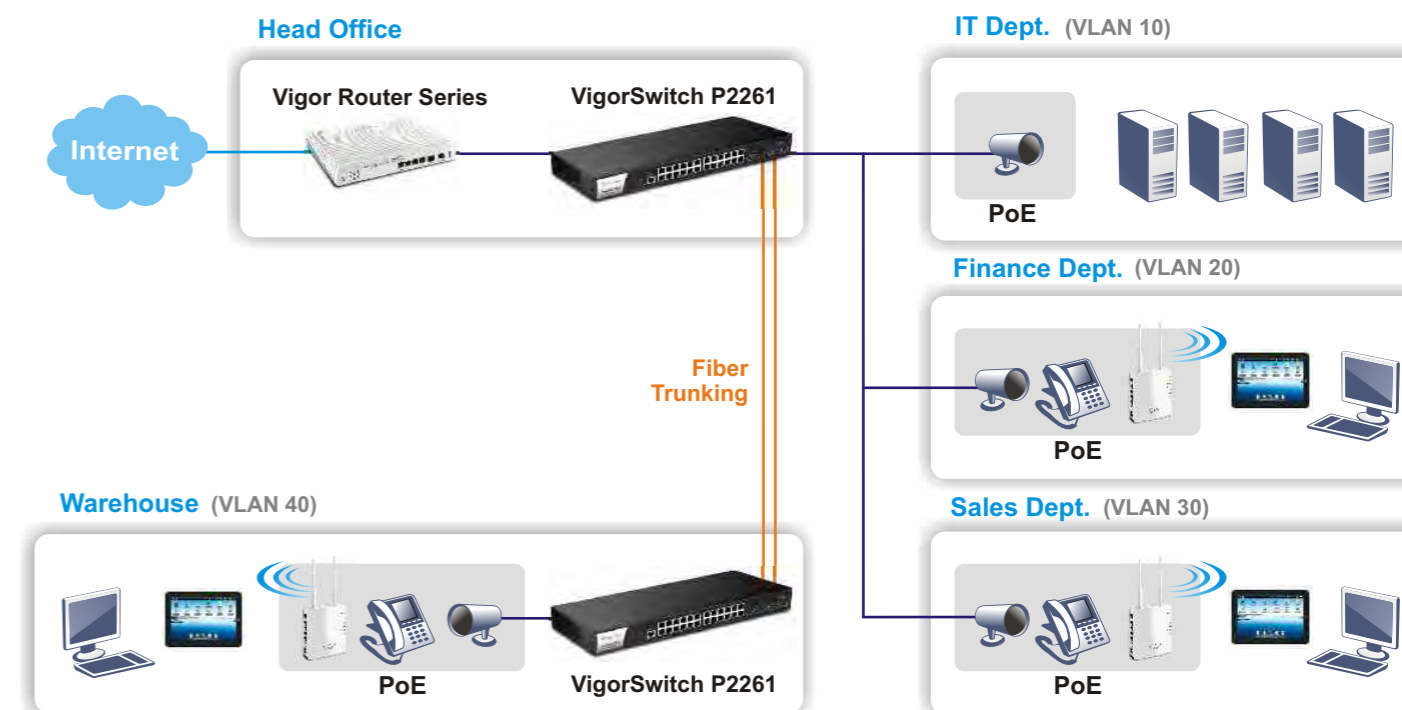 Head Office
IT Dept. (VLAN 10)
Vigor Router Series
VigorSwitch P2261
Internet
PoE
Finance Dept. (VLAN 20)
Fiber
Trunking
PoE
Warehouse (VLAN 40)
Sales Dept. (VLAN 30)
PoE
VigorSwitch P2261
PoE